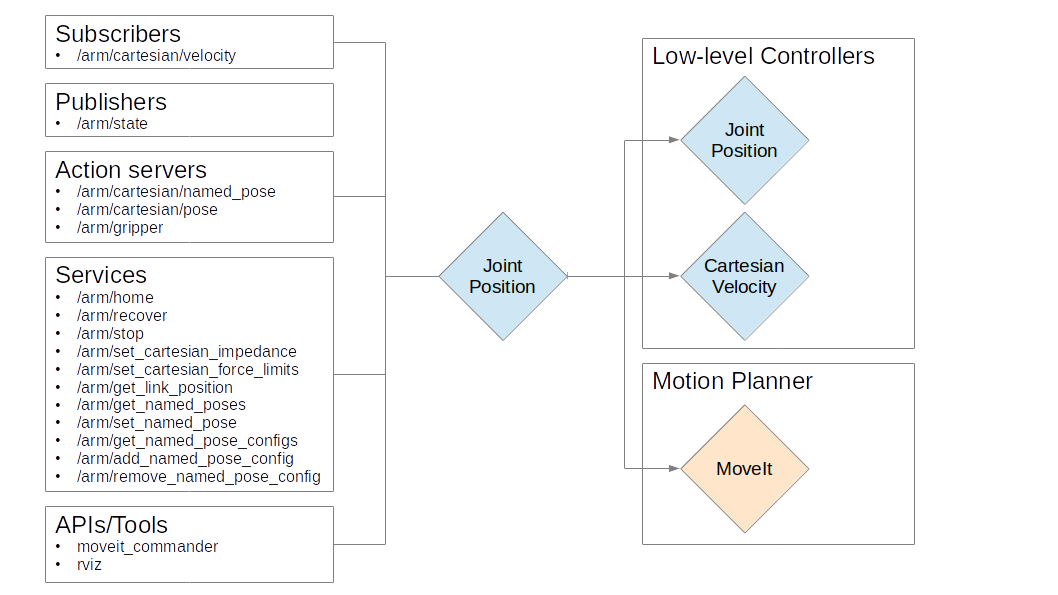 Subscribers
• /arm/cartesian/velocity
Publishers
• /arm/state
Action servers
• /arm/cartesian/named_pose
• /arm/cartesian/pose
• /arm/gripper
Services
• /arm/home
• /arm/recover
• /arm/stop
• /arm/set_cartesian_impedance
• /arm/set_cartesian_force_limits
• /arm/get_link_position
• /arm/get_named_poses
• /arm/set_named_pose
• /arm/get_named_pose_configs
• /arm/add_named_pose_config
• /arm/remove_named_pose_config
APIs/Tools
• moveit_commander
• rviz
Joint
Position
Low-level Controllers
Joint
Position
Cartesian
Velocity
Motion Planner
MoveIt